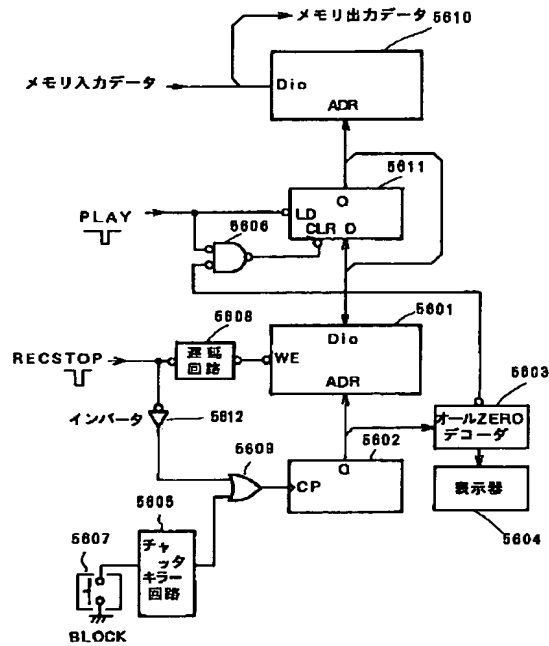 メモリ出力データ
5610
メモリ入力データ
Dio
ADR
5611
Q
PLAY
LD
CLR D
5606
5601
5608
Dio
RECSTOP
遅延
回路
WE
ADR
5603
インバータ
5612
オールZERO
デコーダ
5602
5609
Q
CP
5605
表示器
5607
チャ
ッタ
キラー
回路
5604
BLOCK